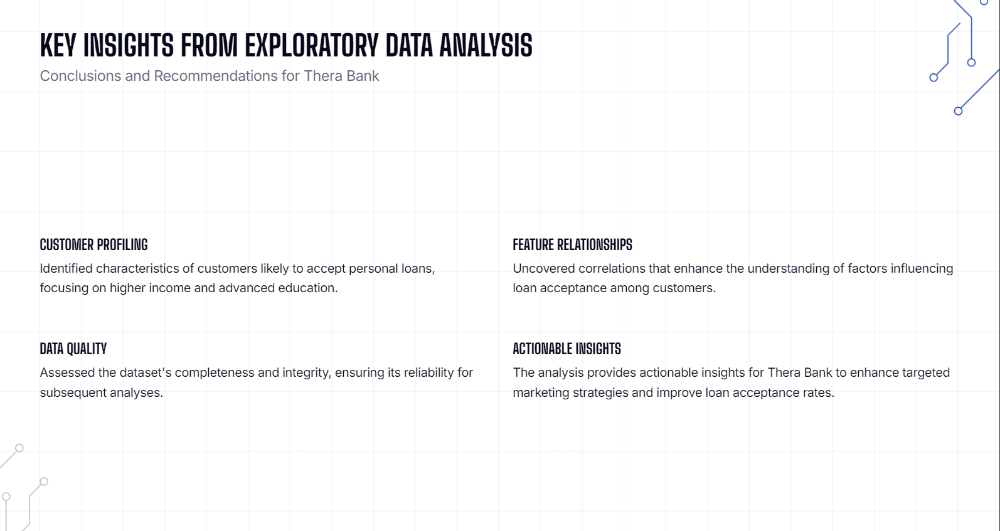 KEY INSIGHTS FROM EXPLORATORY DATA ANALYSIS
Conclusions and Recommendations for Thera Bank
CUSTOMER PROFILING
Identified characteristics of customers likely to accept personal loans,
focusing on higher income and advanced education.
FEATURE RELATIONSHIPS
Uncovered correlations that enhance the understanding of factors influencing
loan acceptance among customers.
DATA QUALITY
Assessed the dataset's completeness and integrity, ensuring its reliability for
subsequent analyses.
ACTIONABLE INSIGHTS
The analysis provides actionable insights for Thera Bank to enhance targeted
marketing strategies and improve loan acceptance rates.